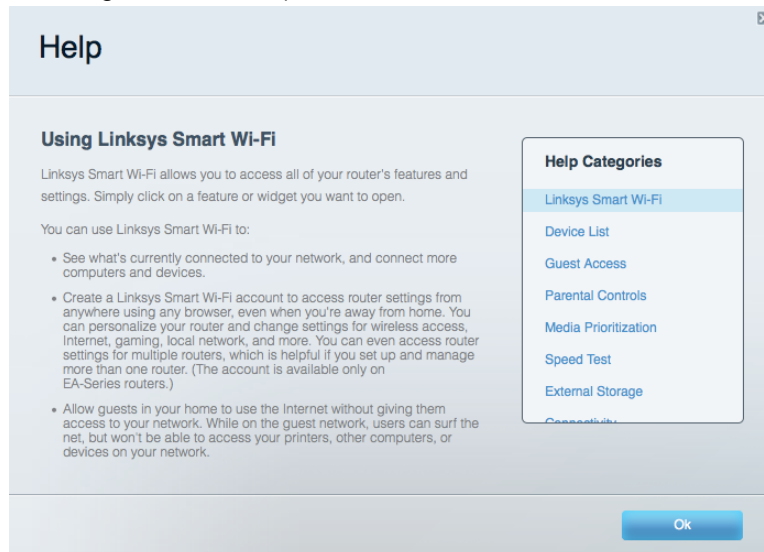 Help
Using Linksys Smart Wi-Fi
Linksys Smart Wi-Fi allows you to access all of your router's features and
settings. Simply click on a feature or widget you want to open.
You can use Linksys Smart Wi-Fi to:
• See what's currently connected to your network, and connect more
computers and devices.
• Create a Linksys Smart Wi-Fi account to access router settings from
anywhere using any browser, even when you're away from home. You
can personalize your router and change settings for wireless access,
Internet, gaming, local network, and more. You can even access router
settings for multiple routers, which is helpful if you set up and manage
more than one router. (The account is available only on
EA-Series routers.)
• Allow guests in your home to use the Internet without giving them
access to your network. While on the guest network, users can surf the
net, but won't be able to access your printers, other computers, or
devices on your network.
Help Categories
Linksys Smart Wi-Fi
Device List
Guest Access
Parental Controls
Media Prioritization
Speed Test
External Storage
Connectivity
Ok